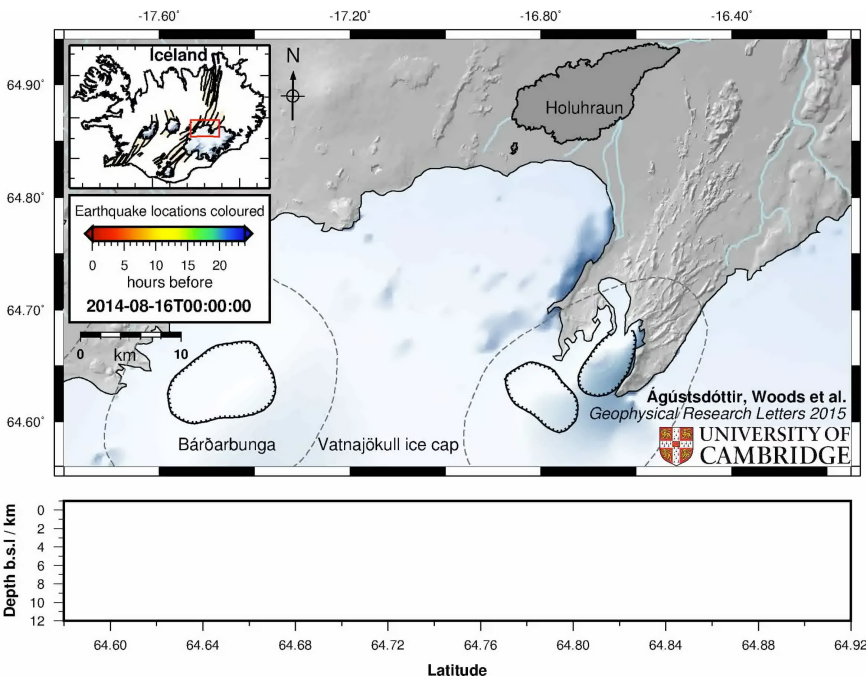 -17.60°
-17.20°
-16.80°
-16.40°
64.90°
64.80°
64.70°
64.60°
Iceland
N
Holuhraun
Earthquake locations coloured
0 5 10 15 20
hours before
2014-08-16T00:00:00
0 km 10
Bárðarbunga
Vatnajökull ice cap
Ágústsdóttir, Woods et al.
Geophysical Research Letters 2015
UNIVERSITY OF
CAMBRIDGE
Depth b.s.l / km
0
2
4
6
8
10
12
64.60 64.64 64.68 64.72 64.76 64.80 64.84 64.88 64.92
Latitude